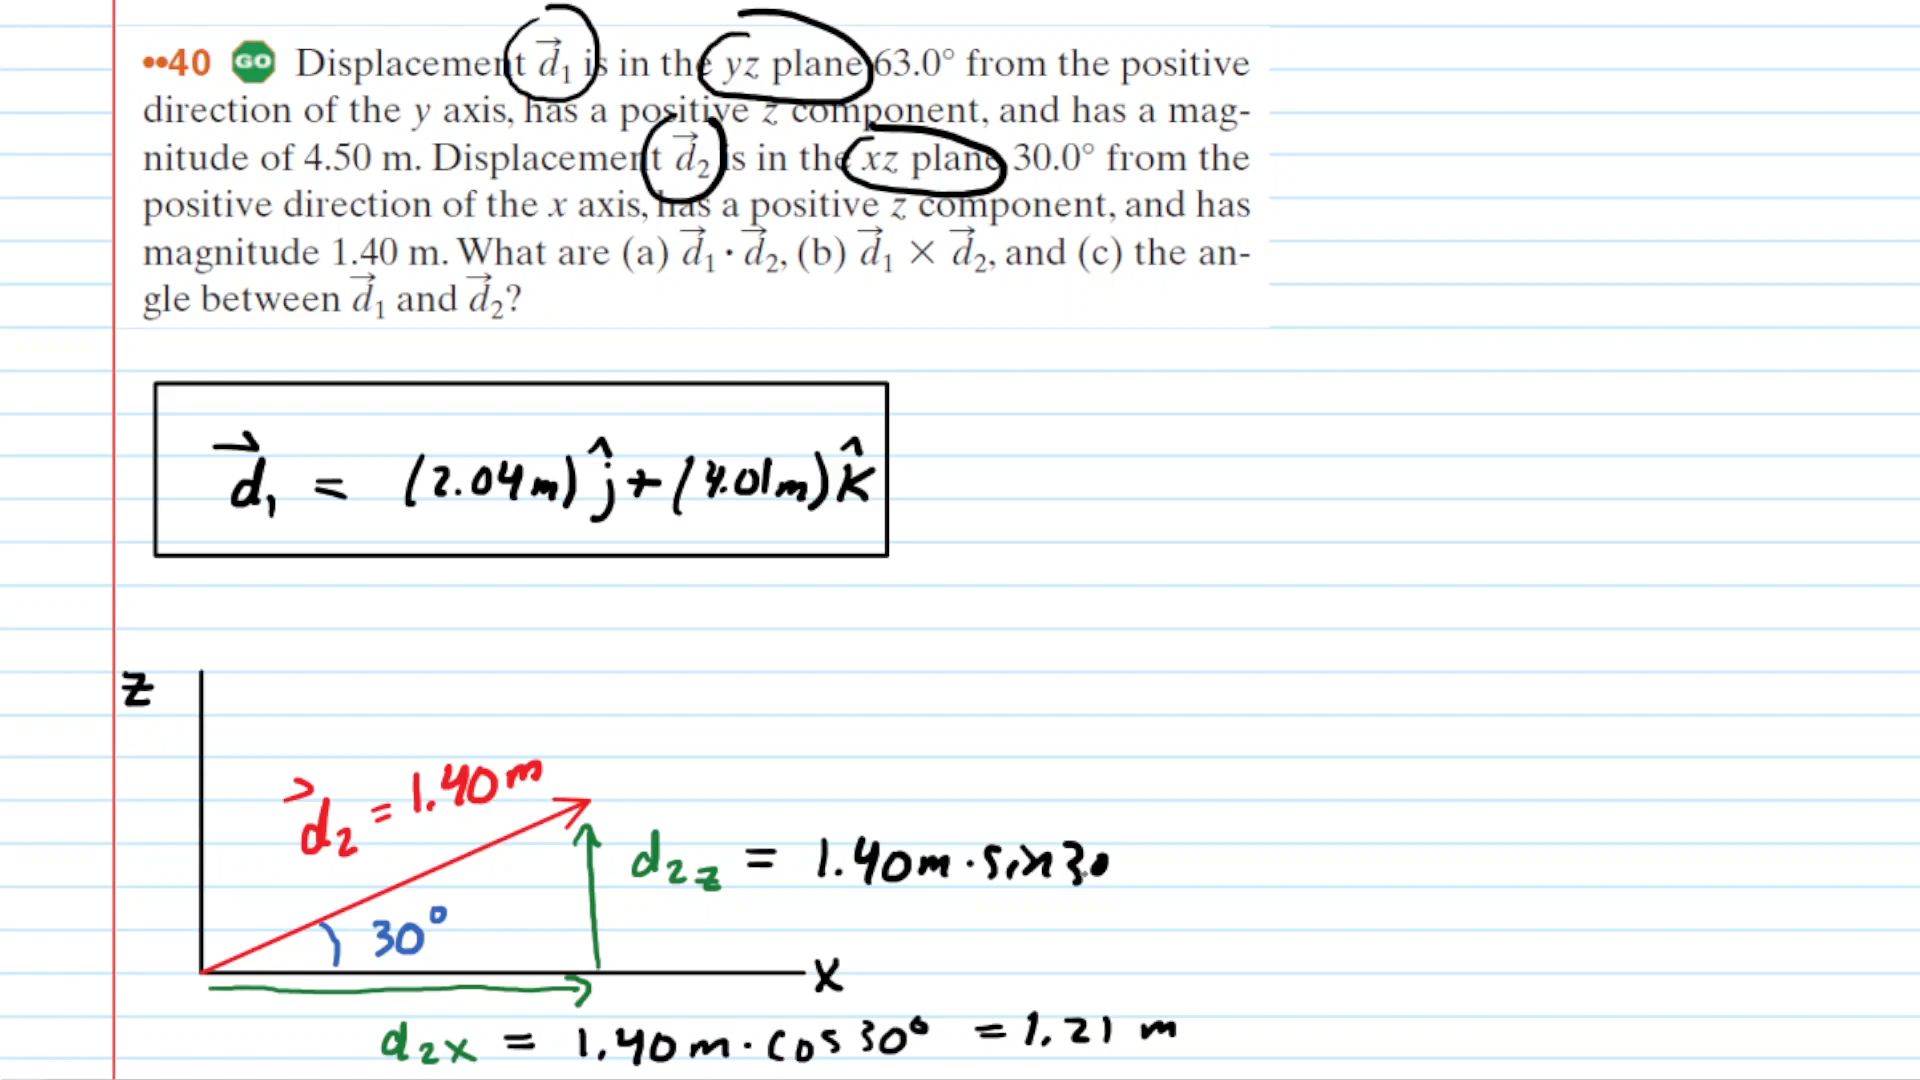 ••40 GO Displacement d⃗₁ is in the yz plane 63.0° from the positive
direction of the y axis, has a positive z component, and has a mag-
nitude of 4.50 m. Displacement d⃗₂ is in the xz plane 30.0° from the
positive direction of the x axis, has a positive z component, and has
magnitude 1.40 m. What are (a) d⃗₁ · d⃗₂, (b) d⃗₁ × d⃗₂, and (c) the an-
gle between d⃗₁ and d⃗₂?
d⃗₁ = (2.04m) ĵ + (4.01m) k̂
z
d⃗₂ = 1.40 m
d₂z = 1.40m · sin30
30°
x
d₂x = 1.40m · cos 30° = 1.21 m